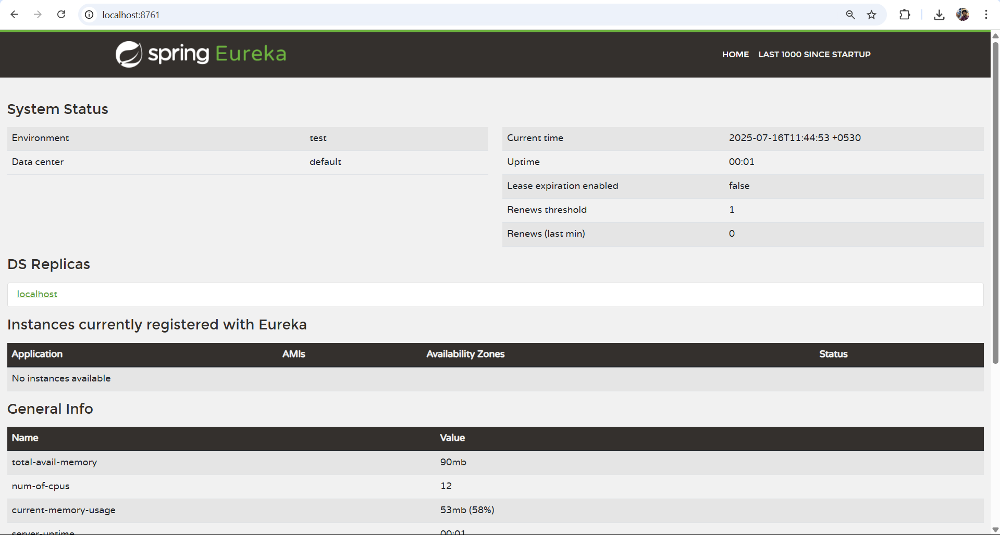 localhost:8761
spring Eureka
HOME LAST 1000 SINCE STARTUP
System Status
Environment test
Data center default
Current time 2025-07-16T11:44:53 +0530
Uptime 00:01
Lease expiration enabled false
Renews threshold 1
Renews (last min) 0
DS Replicas
localhost
Instances currently registered with Eureka
Application AMIs Availability Zones Status
No instances available
General Info
Name Value
total-avail-memory 90mb
num-of-cpus 12
current-memory-usage 53mb (58%)
server-uptime 00:01